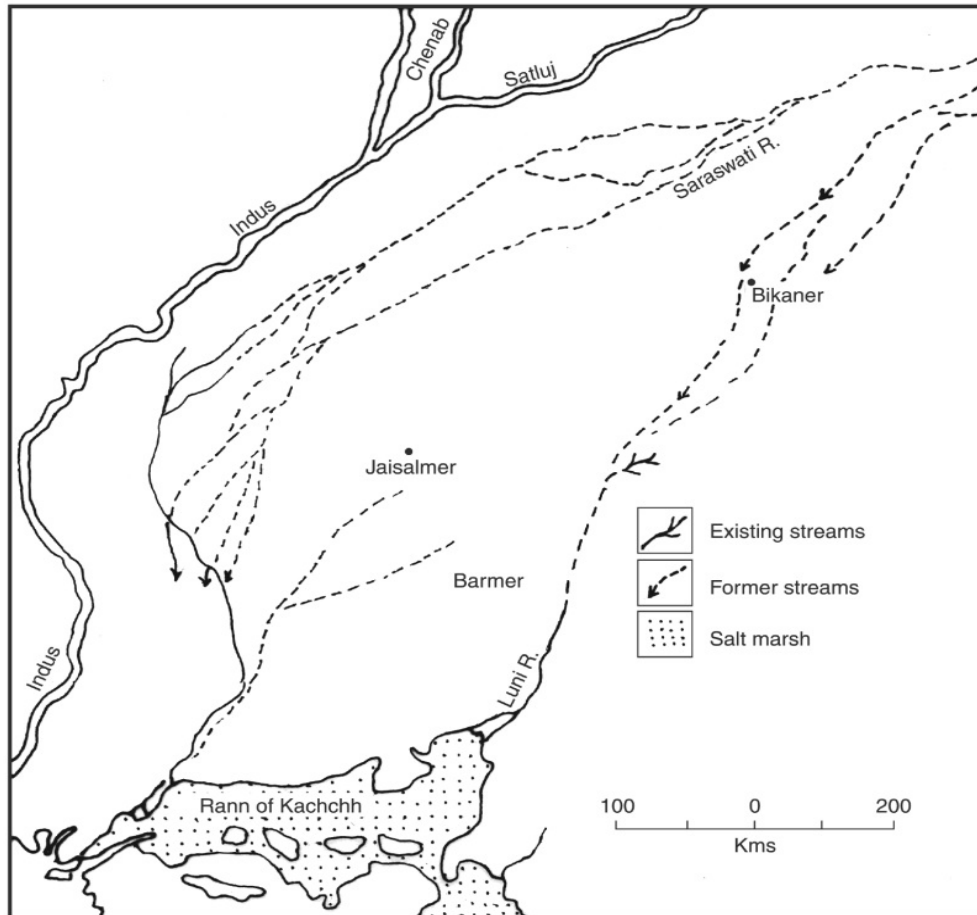 Chenab
Satluj
Saraswati R.
Indus
Bikaner
Jaisalmer
Existing streams
Barmer
Former streams
Salt marsh
Indus
Luni R.
Rann of Kachchh
100 0 200
Kms